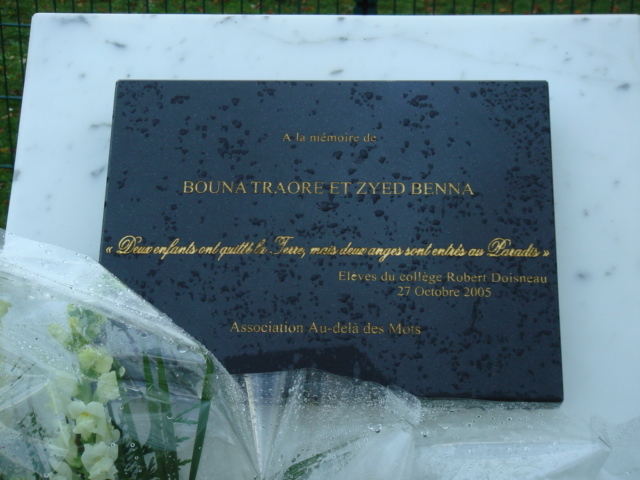 A la mémoire de
BOUNA TRAORE ET ZYED BENNA
« Deux enfants ont quitté la Terre, mais deux anges sont entrés au Paradis »
Elèves du collège Robert Doisneau
27 Octobre 2005
Association Au-delà des Mots